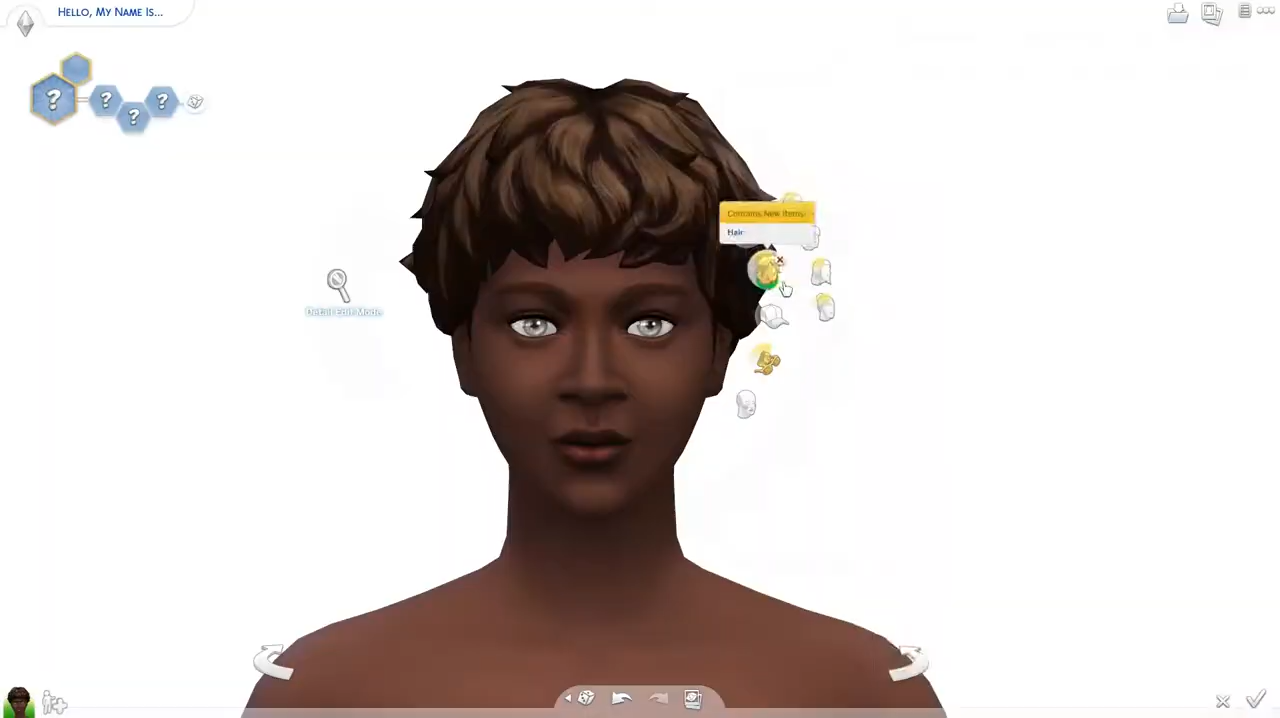 Hello, My Name Is...
? ? ? ?
Contains New Items
Hair
Detail Edit Mode